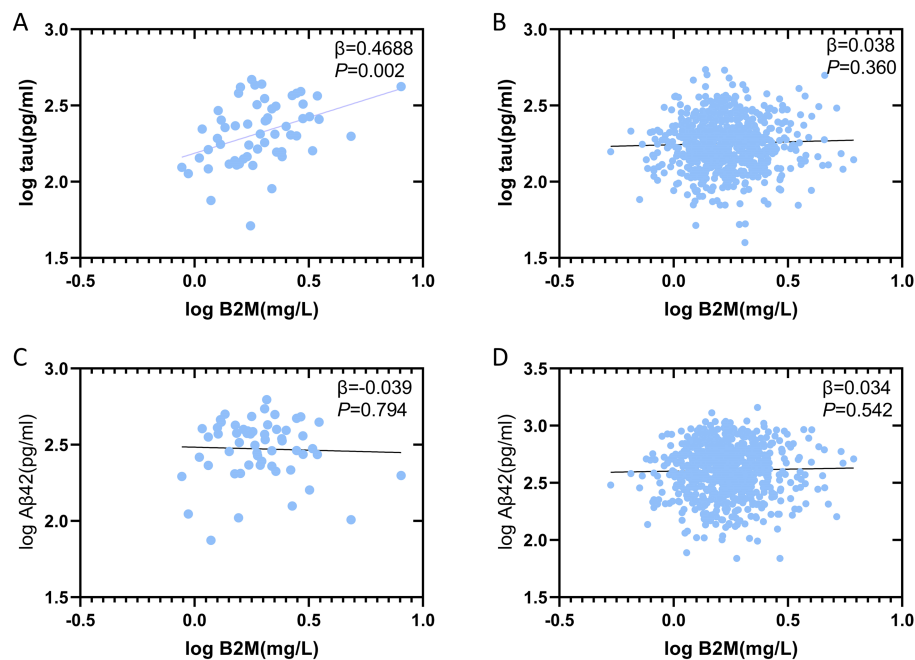 A
3.0
2.5
2.0
1.5
log tau(pg/ml)
β=0.4688
P=0.002
-0.5 0.0 0.5 1.0
log B2M(mg/L)
B
3.0
2.5
2.0
1.5
log tau(pg/ml)
β=0.038
P=0.360
-0.5 0.0 0.5 1.0
log B2M(mg/L)
C
3.0
2.5
2.0
1.5
log Aβ42(pg/ml)
β=-0.039
P=0.794
-0.5 0.0 0.5 1.0
log B2M(mg/L)
D
3.5
3.0
2.5
2.0
1.5
log Aβ42(pg/ml)
β=0.034
P=0.542
-0.5 0.0 0.5 1.0
log B2M(mg/L)